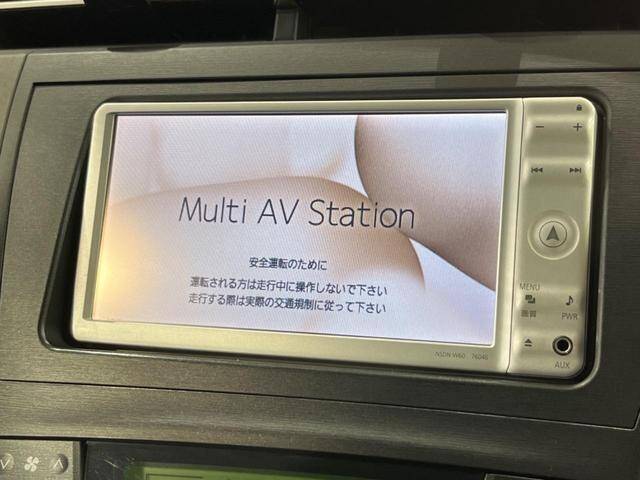 Multi AV Station
安全運転のために
運転される方は走行中に操作しないで下さい
走行する際は実際の交通規制に従って下さい
MENU
画質
PWR
AUX
NSDN-W60